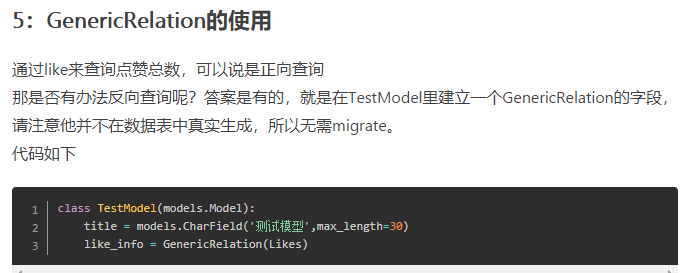 5：GenericRelation的使用
通过like来查询点赞总数，可以说是正向查询
那是否有办法反向查询呢？答案是有的，就是在TestModel里建立一个GenericRelation的字段，
请注意他并不在数据表中真实生成，所以无需migrate。
代码如下
1 class TestModel(models.Model):
2     title = models.CharField('测试模型',max_length=30)
3     like_info = GenericRelation(Likes)